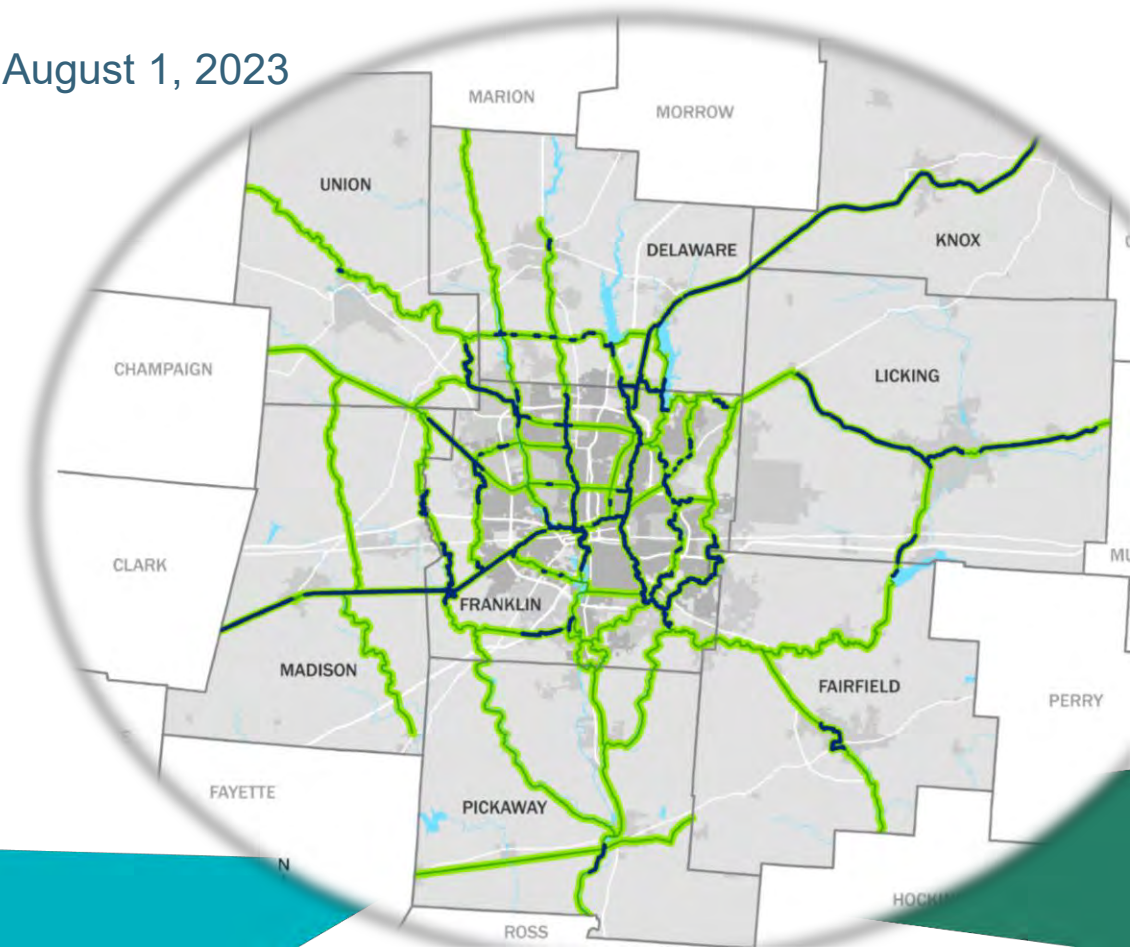 August 1, 2023
MARION
MORROW
UNION
DELAWARE
KNOX
CHAMPAIGN
LICKING
CLARK
FRANKLIN
MADISON
FAIRFIELD
PERRY
FAYETTE
PICKAWAY
N
ROSS